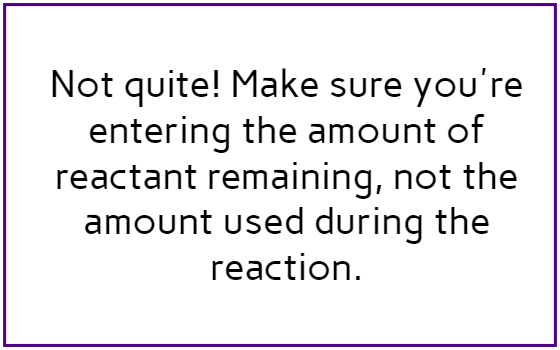 Not quite! Make sure you're
entering the amount of
reactant remaining, not the
amount used during the
reaction.